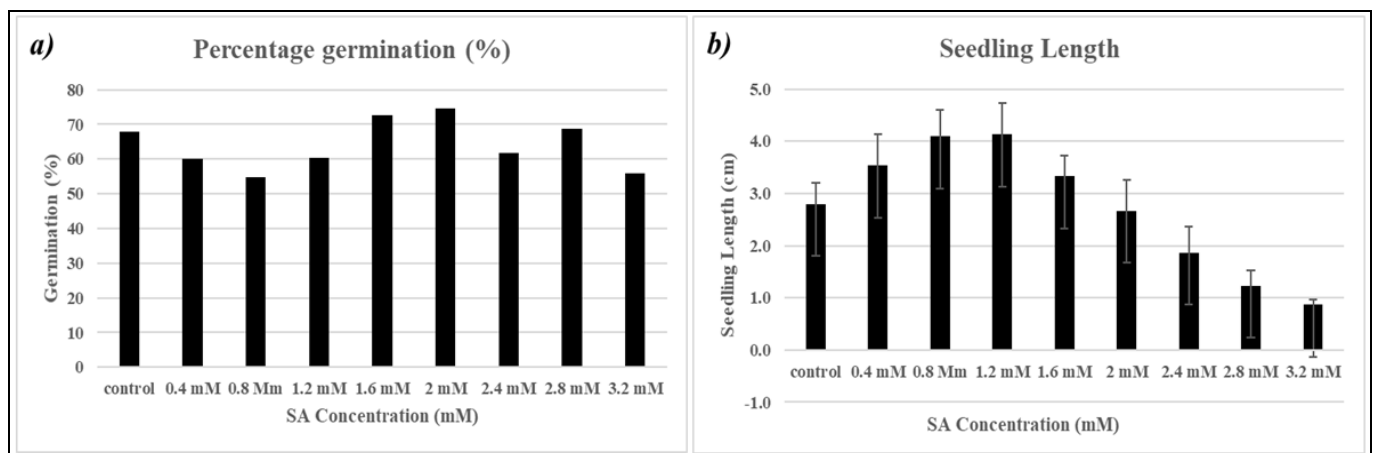 a)
Percentage germination (%)
Germination (%)
80
70
60
50
40
30
20
10
0
control 0.4 mM 0.8 Mm 1.2 mM 1.6 mM 2 mM 2.4 mM 2.8 mM 3.2 mM
SA Concentration (mM)
b)
Seedling Length
Seedling Length (cm)
5.0
4.0
3.0
2.0
1.0
0.0
-1.0
control 0.4 mM 0.8 Mm 1.2 mM 1.6 mM 2 mM 2.4 mM 2.8 mM 3.2 mM
SA Concentration (mM)